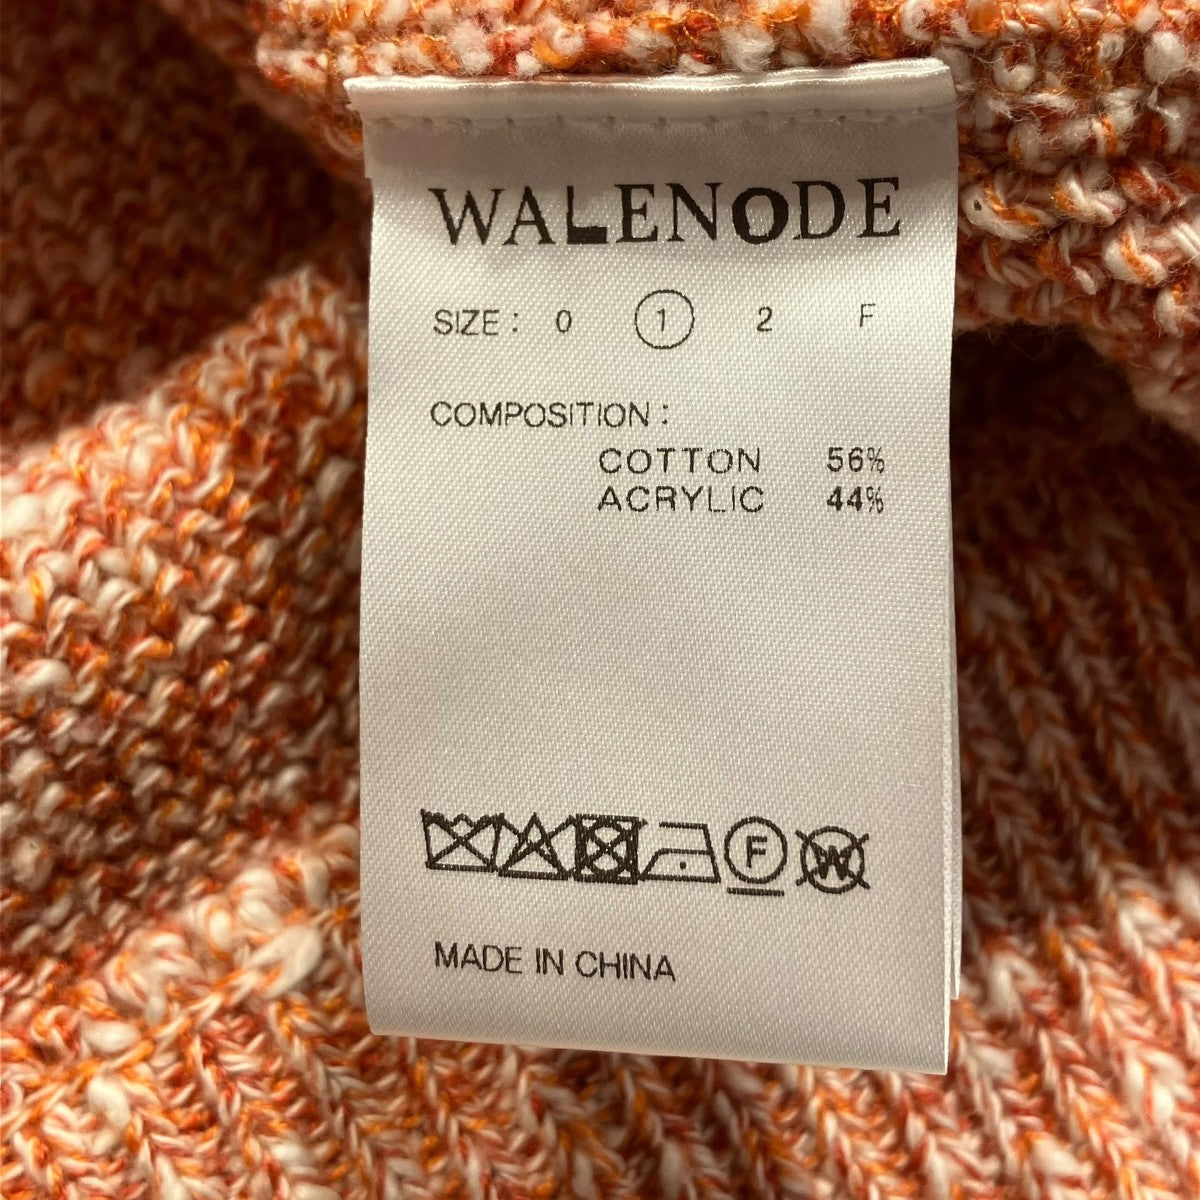 WALENODE
SIZE : 0 1 2 F
COMPOSITION :
COTTON 56%
ACRYLIC 44%
F W
MADE IN CHINA